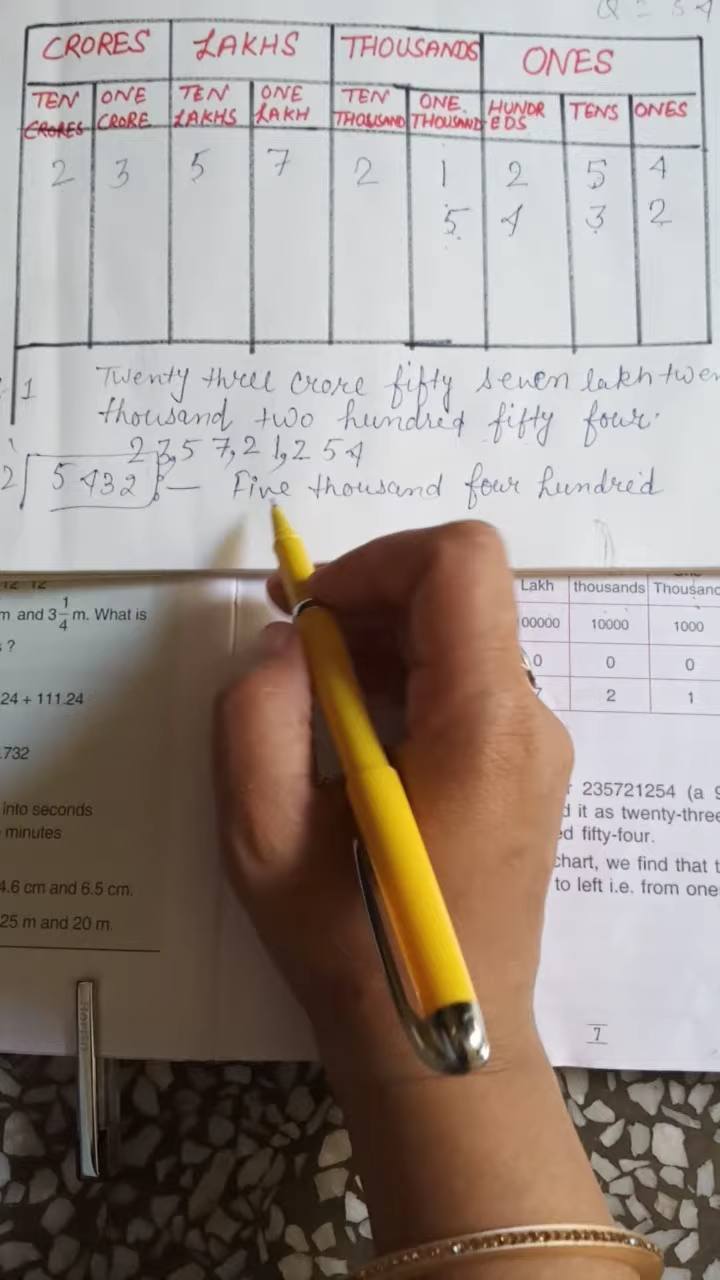 CRORES LAKHS THOUSANDS ONES
TEN CRORES ONE CRORE TEN LAKHS ONE LAKH TEN THOUSAND ONE THOUSAND HUNDREDS TENS ONES
2 3 5 7 2 1 2 5 4
5 4 3 2
1 Twenty three crore fifty seven lakh twen
thousand two hundred fifty four.
23,57,21,254
2 5432 — Five thousand four hundred
12 12
m and 3 1/4 m. What is
?
24 + 111.24
.732
into seconds
minutes
4.6 cm and 6.5 cm.
25 m and 20 m.
Lakh thousands Thousand
00000 10000 1000
0 0 0
7 2 1
235721254 (a 9
d it as twenty-three
ed fifty-four.
chart, we find that t
to left i.e. from one
7